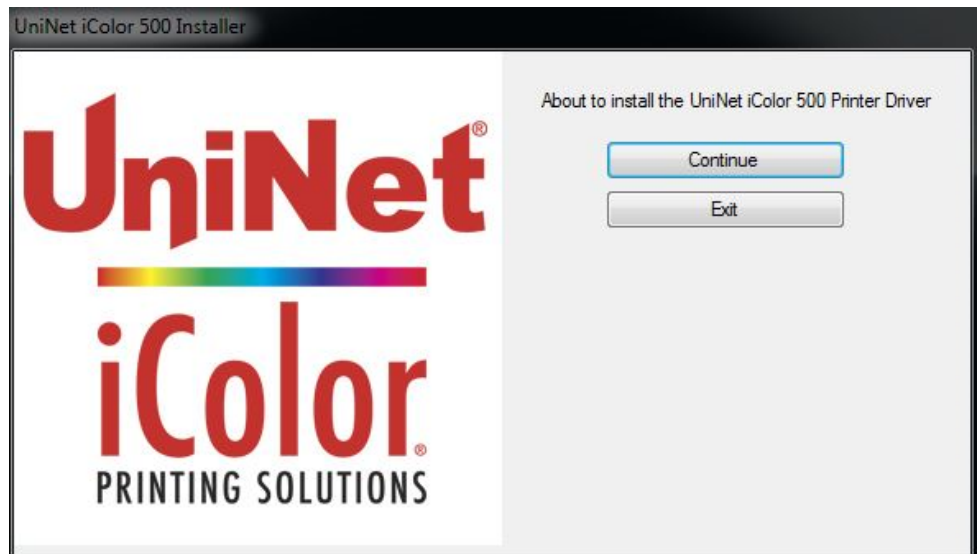 UniNet iColor 500 Installer
UniNet®
iColor®
PRINTING SOLUTIONS
About to install the UniNet iColor 500 Printer Driver
Continue
Exit